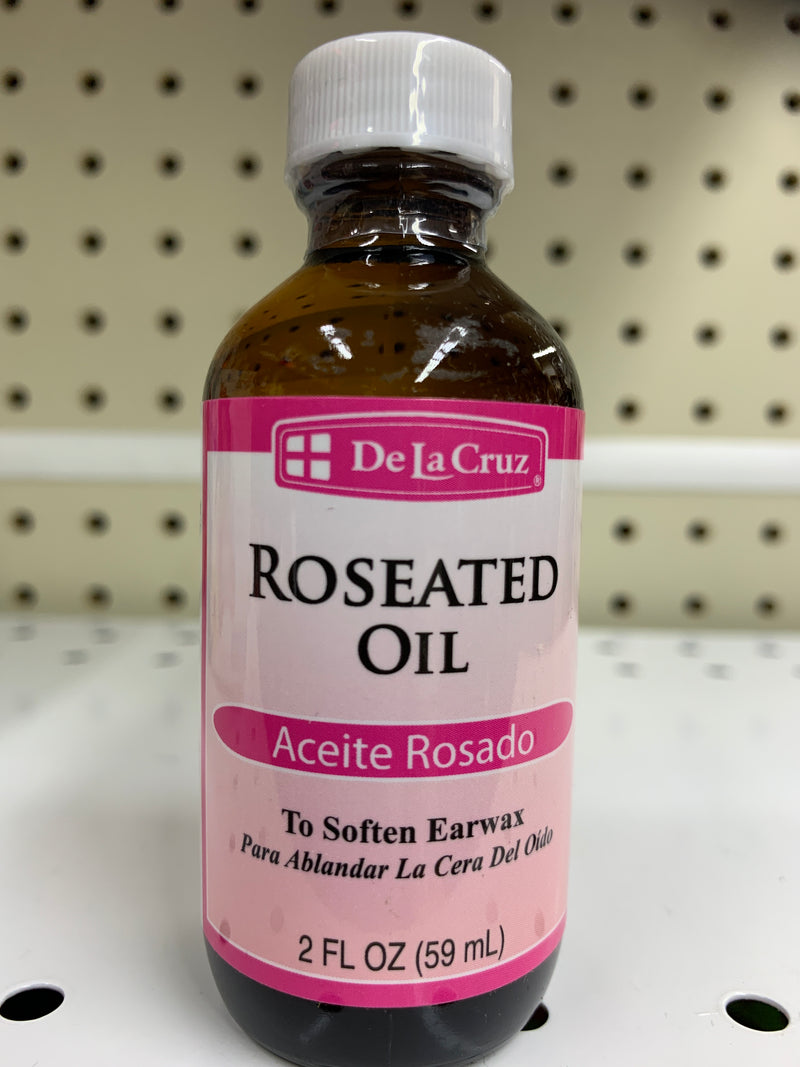 De La Cruz®
ROSEATED
OIL
Aceite Rosado
To Soften Earwax
Para Ablandar La Cera Del Oído
2 FL OZ (59 mL)